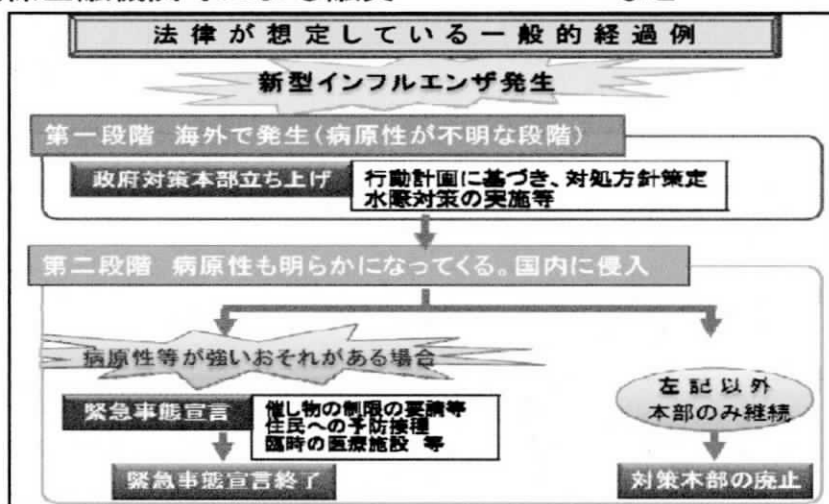 法律が想定している一般的経過例
新型インフルエンザ発生
第一段階 海外で発生(病原性が不明な段階)
政府対策本部立ち上げ
行動計画に基づき、対処方針策定
水際対策の実施等
第二段階 病原性も明らかになってくる。国内に侵入
病原性等が強いおそれがある場合
緊急事態宣言
催し物の制限の要請等
住民への予防接種
臨時の医療施設 等
左記以外
本部のみ継続
緊急事態宣言終了
対策本部の廃止